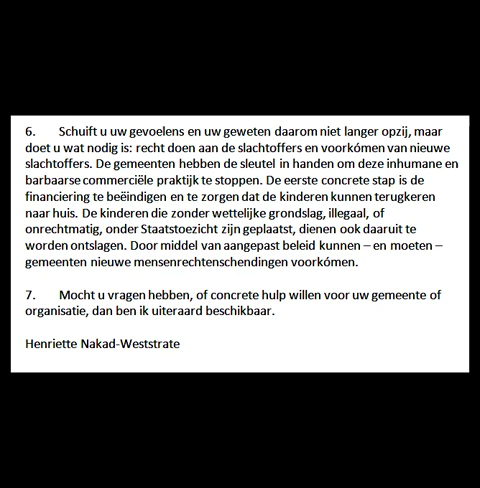 6. Schuift u uw gevoelens en uw geweten daarom niet langer opzij, maar
doet u wat nodig is: recht doen aan de slachtoffers en voorkómen van nieuwe
slachtoffers. De gemeenten hebben de sleutel in handen om deze inhumane en
barbaarse commerciële praktijk te stoppen. De eerste concrete stap is de
financiering te beëindigen en te zorgen dat de kinderen kunnen terugkeren
naar huis. De kinderen die zonder wettelijke grondslag, illegaal, of
onrechtmatig, onder Staatstoezicht zijn geplaatst, dienen ook daaruit te
worden ontslagen. Door middel van aangepast beleid kunnen – en moeten –
gemeenten nieuwe mensenrechtenschendingen voorkómen.
7. Mocht u vragen hebben, of concrete hulp willen voor uw gemeente of
organisatie, dan ben ik uiteraard beschikbaar.
Henriette Nakad-Weststrate